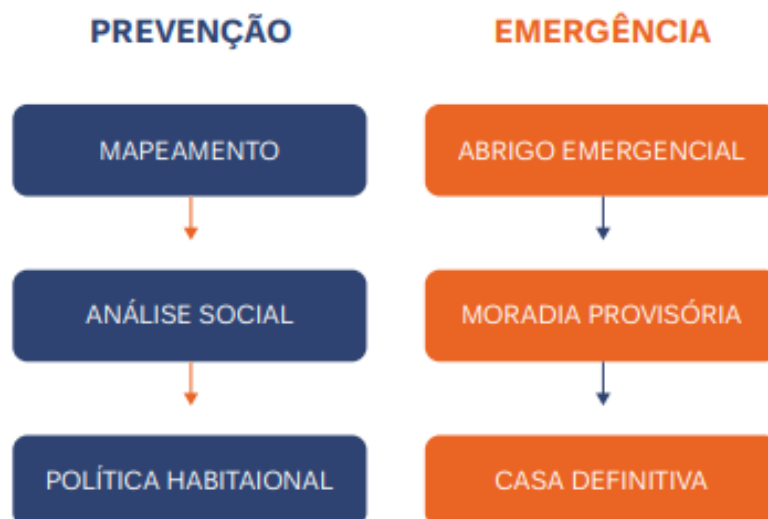 PREVENÇÃO
MAPEAMENTO
ANÁLISE SOCIAL
POLÍTICA HABITAIONAL
EMERGÊNCIA
ABRIGO EMERGENCIAL
MORADIA PROVISÓRIA
CASA DEFINITIVA